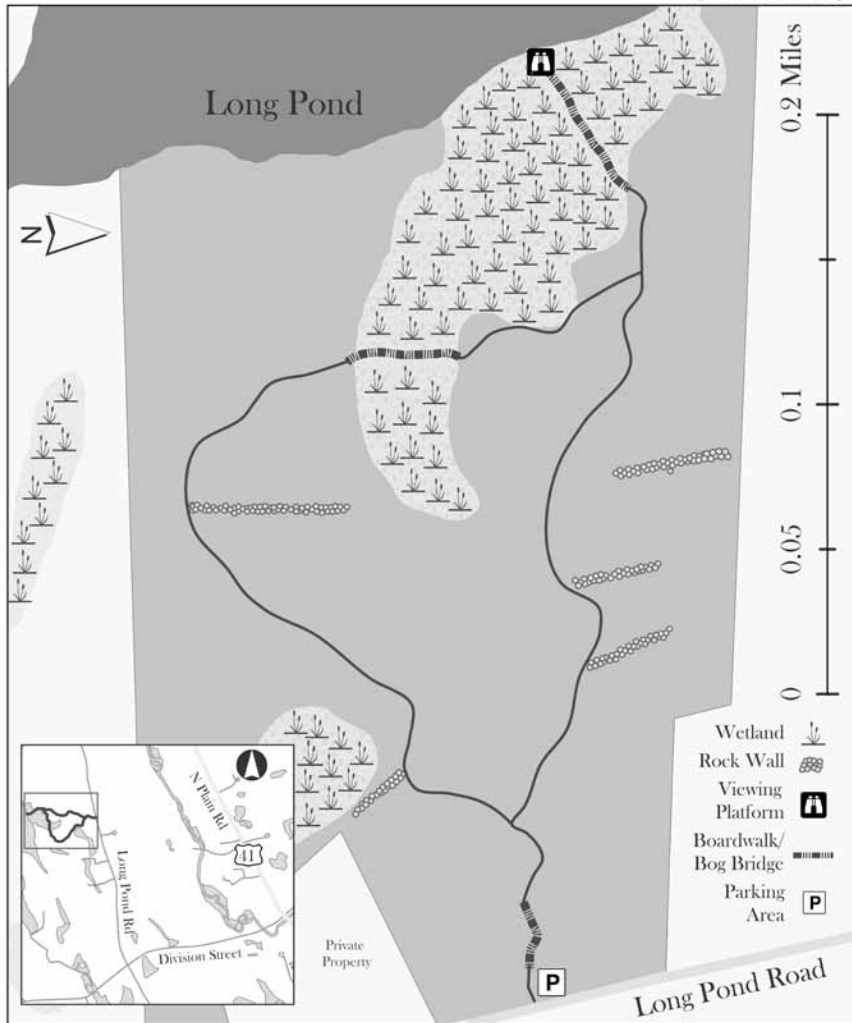 Long Pond
N
0.2 Miles
0.1
0.05
0
Wetland
Rock Wall
Viewing
Platform
Boardwalk/
Bog Bridge
Parking
Area
P
N Plain Rd
41
Long Pond Rd
Division Street
Private
Property
P
Long Pond Road